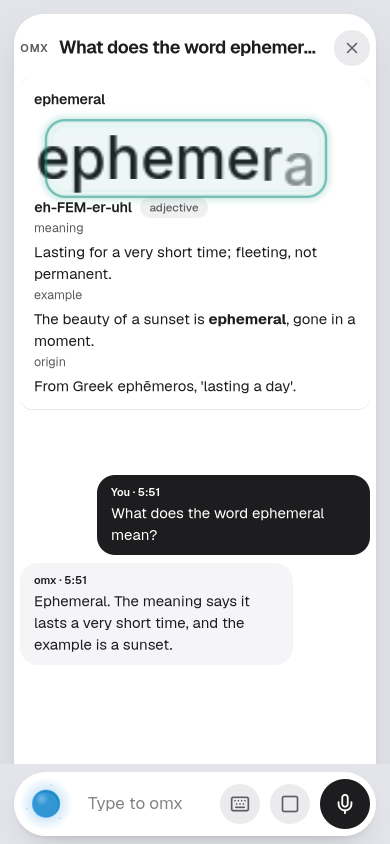 OMX What does the word ephemer...
ephemeral
ephemera
eh-FEM-er-uhl adjective
meaning
Lasting for a very short time; fleeting, not
permanent.
example
The beauty of a sunset is ephemeral, gone in a
moment.
origin
From Greek ephēmeros, 'lasting a day'.
You · 5:51
What does the word ephemeral
mean?
omx · 5:51
Ephemeral. The meaning says it
lasts a very short time, and the
example is a sunset.
Type to omx